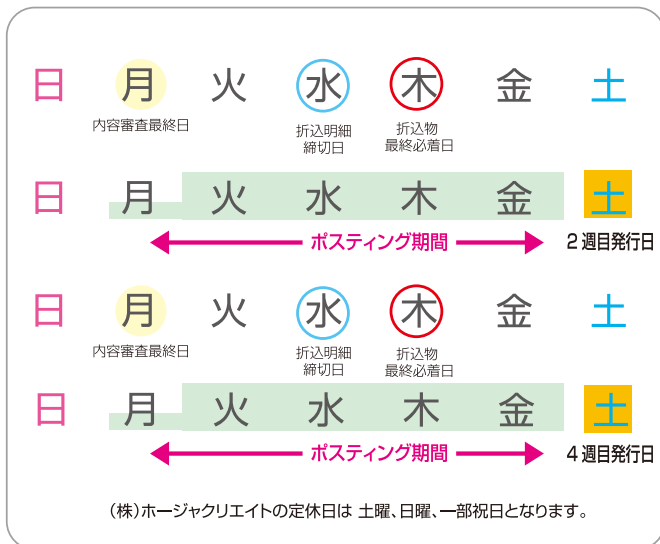 日 月 火 水 木 金 土
内容審査最終日
折込明細
締切日
折込物
最終必着日
日 月 火 水 木 金 土
ポスティング期間
2週目発行日
日 月 火 水 木 金 土
内容審査最終日
折込明細
締切日
折込物
最終必着日
日 月 火 水 木 金 土
ポスティング期間
4週目発行日
(株)ホージャクリエイトの定休日は 土曜、日曜、一部祝日となります。